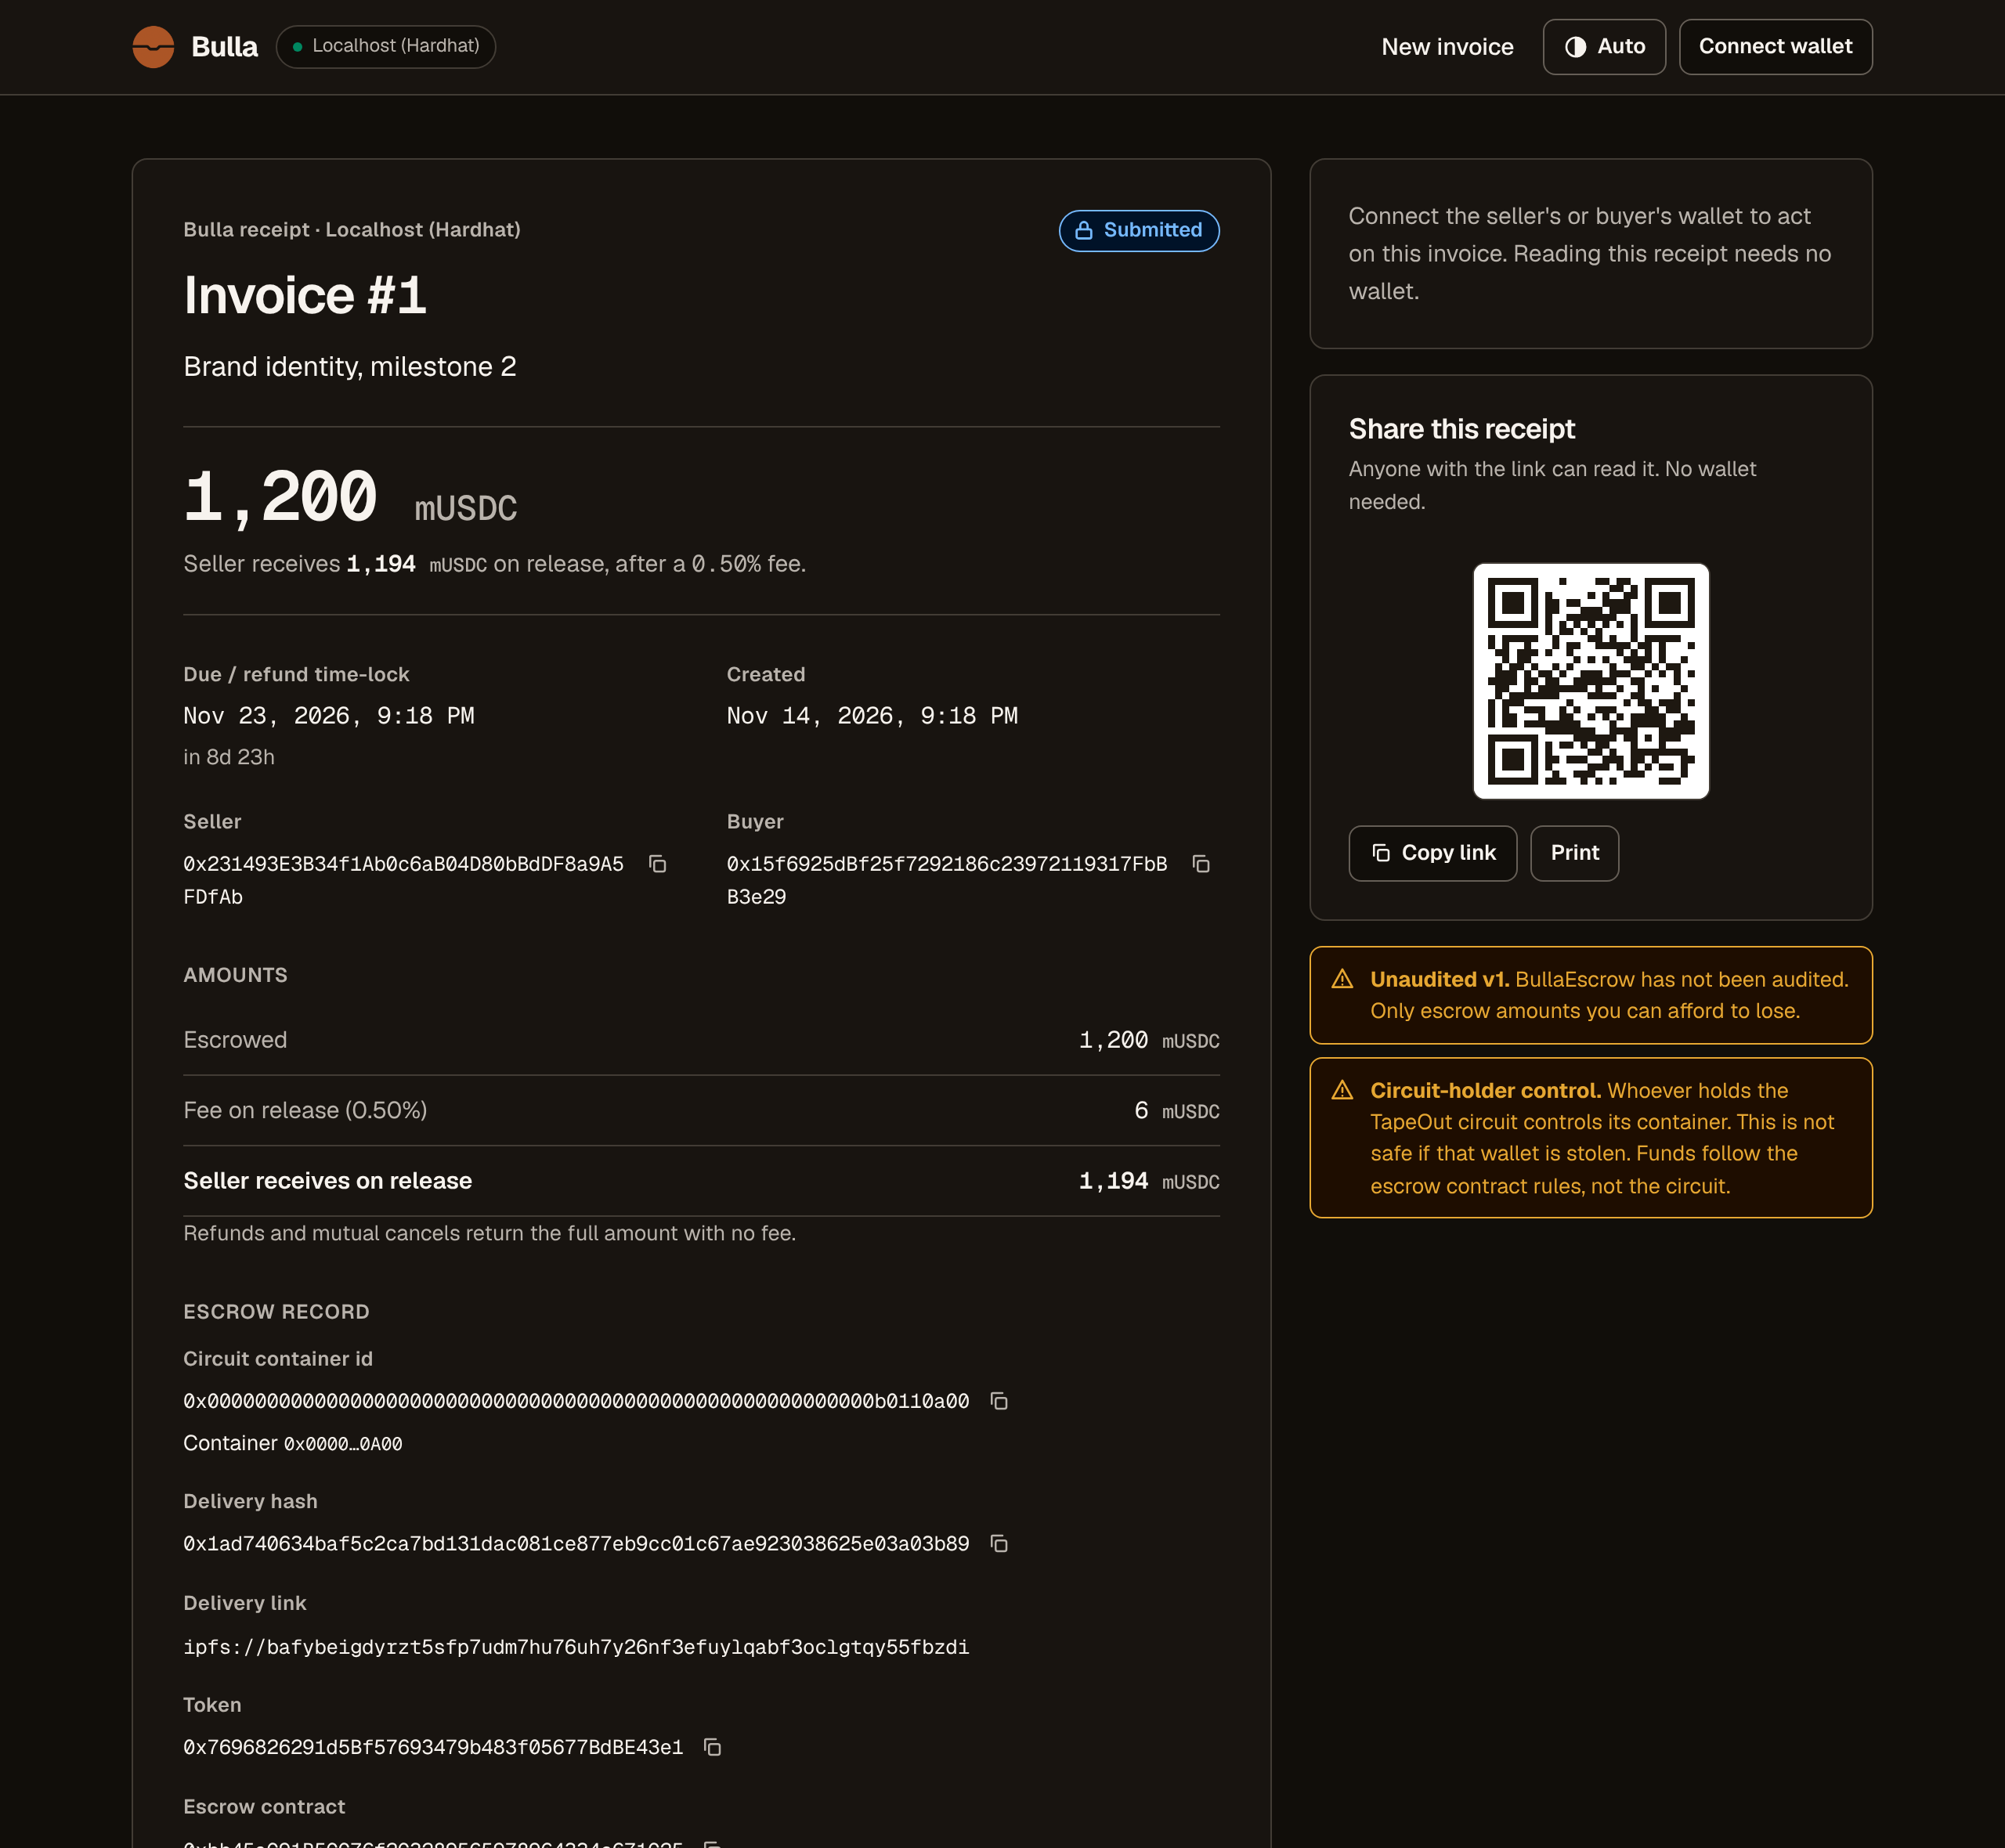 Bulla
Localhost (Hardhat)
New invoice
Auto
Connect wallet
Bulla receipt · Localhost (Hardhat)
Submitted
Invoice #1
Brand identity, milestone 2
1,200 mUSDC
Seller receives 1,194 mUSDC on release, after a 0.50% fee.
Due / refund time-lock
Nov 23, 2026, 9:18 PM
in 8d 23h
Created
Nov 14, 2026, 9:18 PM
Seller
0x231493E3B34f1Ab0c6aB04D80bBdDF8a9A5
FDfAb
Buyer
0x15f6925dBf25f7292186c23972119317FbB
B3e29
AMOUNTS
Escrowed 1,200 mUSDC
Fee on release (0.50%) 6 mUSDC
Seller receives on release 1,194 mUSDC
Refunds and mutual cancels return the full amount with no fee.
ESCROW RECORD
Circuit container id
0x00000000000000000000000000000000000000000000000000000000b0110a00
Container 0x0000…0A00
Delivery hash
0x1ad740634baf5c2ca7bd131dac081ce877eb9cc01c67ae923038625e03a03b89
Delivery link
ipfs://bafybeigdyrzt5sfp7udm7hu76uh7y26nf3efuylqabf3oclgtqy55fbzdi
Token
0x7696826291d5Bf57693479b483f05677BdBE43e1
Escrow contract
Connect the seller's or buyer's wallet to act
on this invoice. Reading this receipt needs no
wallet.
Share this receipt
Anyone with the link can read it. No wallet
needed.
Copy link
Print
Unaudited v1. BullaEscrow has not been audited.
Only escrow amounts you can afford to lose.
Circuit-holder control. Whoever holds the
TapeOut circuit controls its container. This is not
safe if that wallet is stolen. Funds follow the
escrow contract rules, not the circuit.